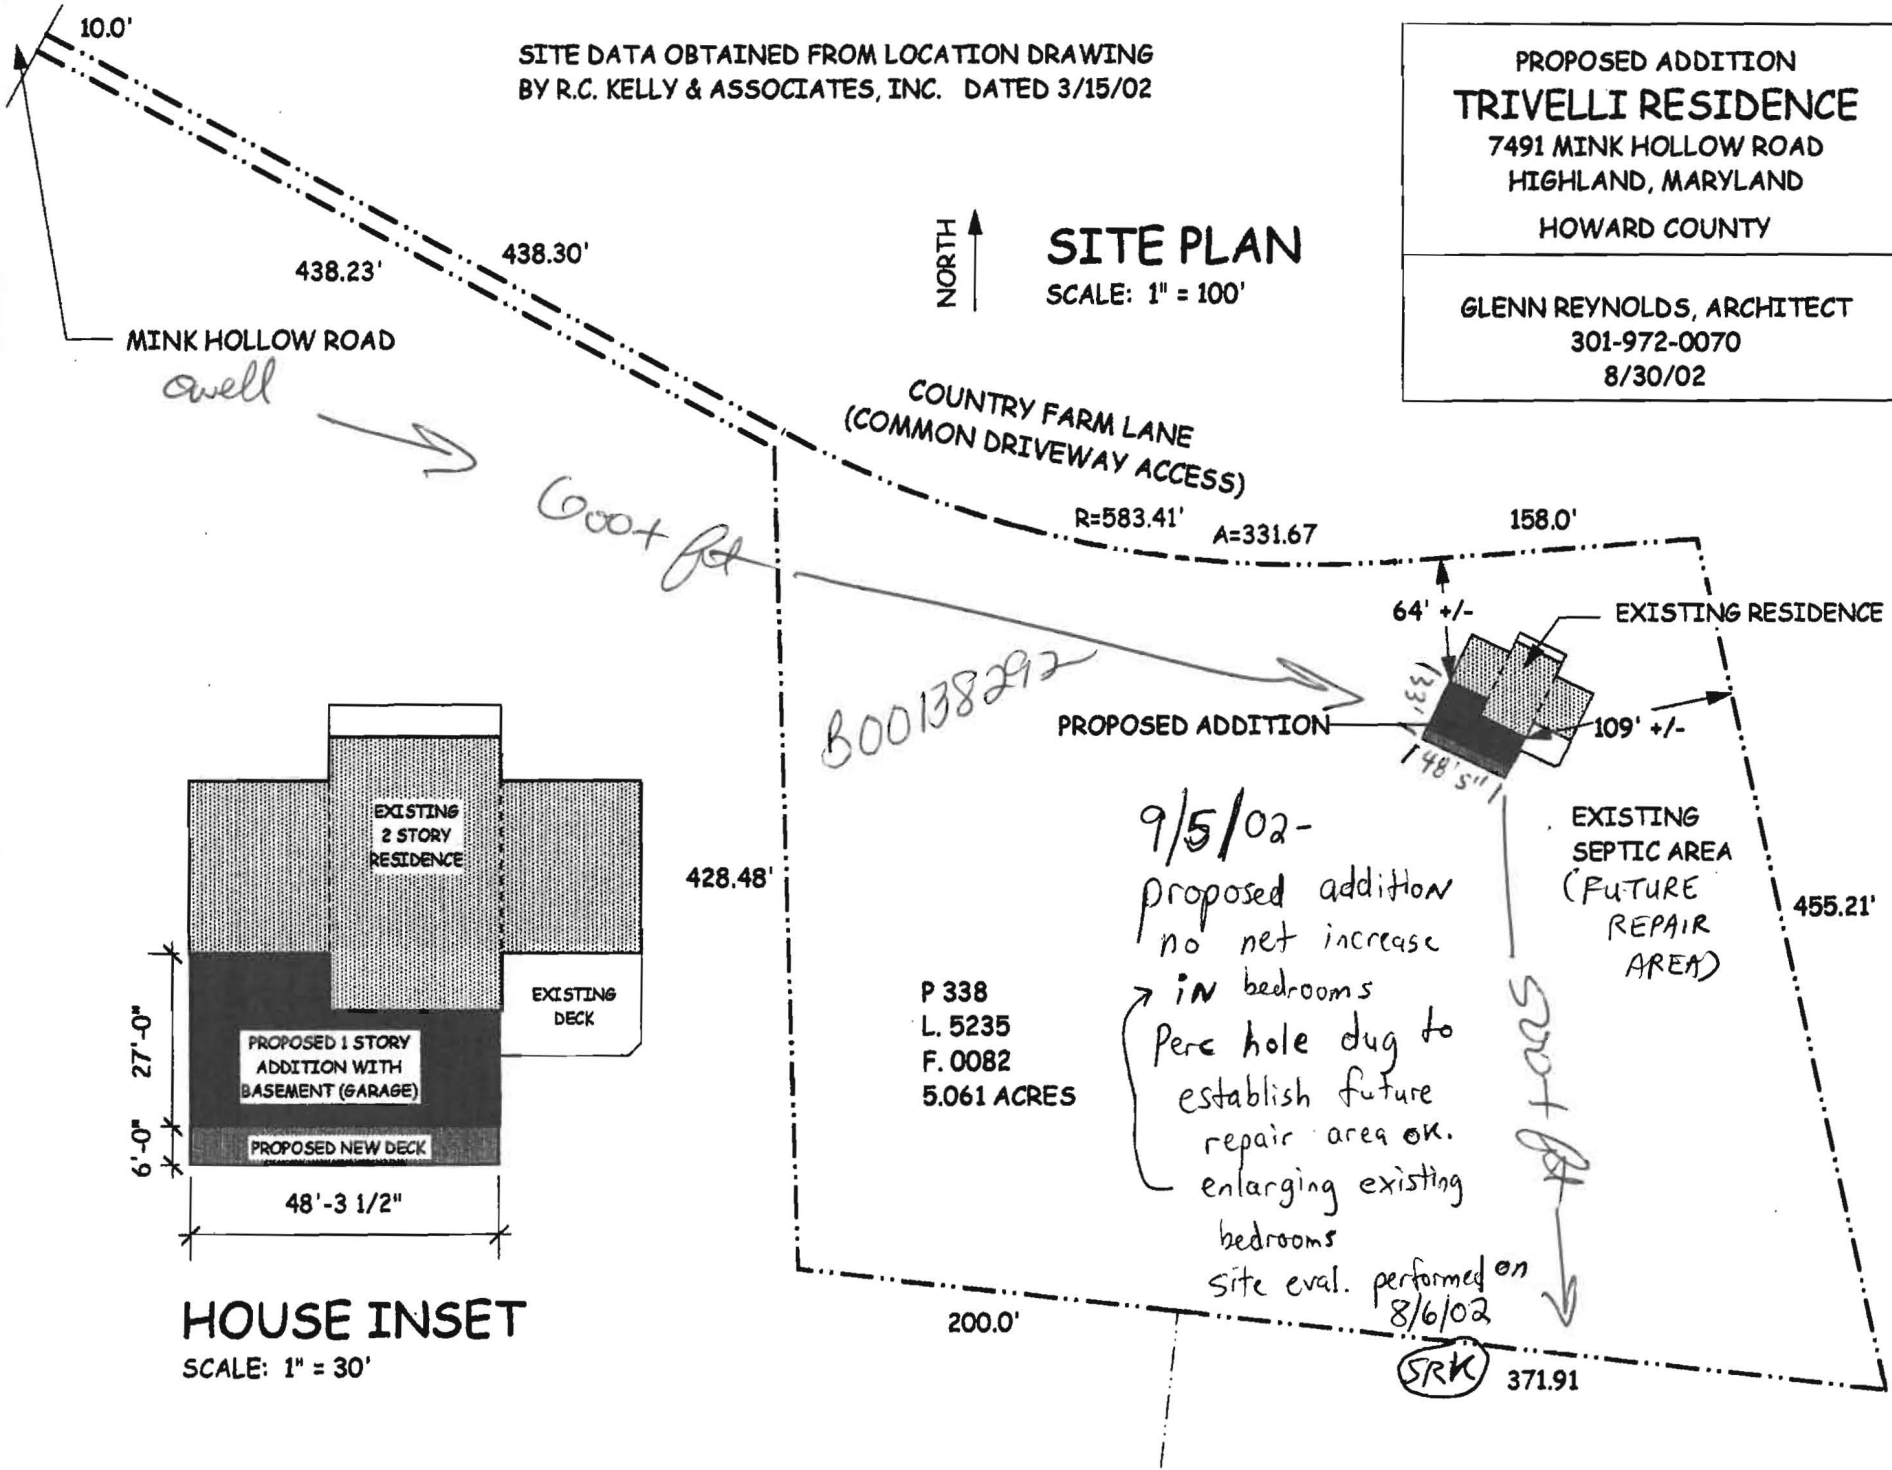 10.0'
SITE DATA OBTAINED FROM LOCATION DRAWING
BY R.C. KELLY & ASSOCIATES, INC. DATED 3/15/02
PROPOSED ADDITION
TRIVELLI RESIDENCE
7491 MINK HOLLOW ROAD
HIGHLAND, MARYLAND
HOWARD COUNTY
GLENN REYNOLDS, ARCHITECT
301-972-0070
8/30/02
NORTH
SITE PLAN
SCALE: 1" = 100'
438.30'
438.23'
MINK HOLLOW ROAD
well
600+ ft
COUNTRY FARM LANE
(COMMON DRIVEWAY ACCESS)
R=583.41'
A=331.67
158.0'
64' +/-
EXISTING RESIDENCE
33'
B00138292
PROPOSED ADDITION
109' +/-
48'5"
EXISTING
SEPTIC AREA
(FUTURE
REPAIR
AREA)
455.21'
428.48'
9/5/02-
proposed addition
no net increase
in bedrooms
Perc hole dug to
establish future
repair area ok.
enlarging existing
bedrooms
site eval. performed on
8/6/02
SRK
P 338
L. 5235
F. 0082
5.061 ACRES
200.0'
371.91
EXISTING
2 STORY
RESIDENCE
EXISTING
DECK
PROPOSED 1 STORY
ADDITION WITH
BASEMENT (GARAGE)
PROPOSED NEW DECK
27'-0"
6'-0"
48'-3 1/2"
HOUSE INSET
SCALE: 1" = 30'